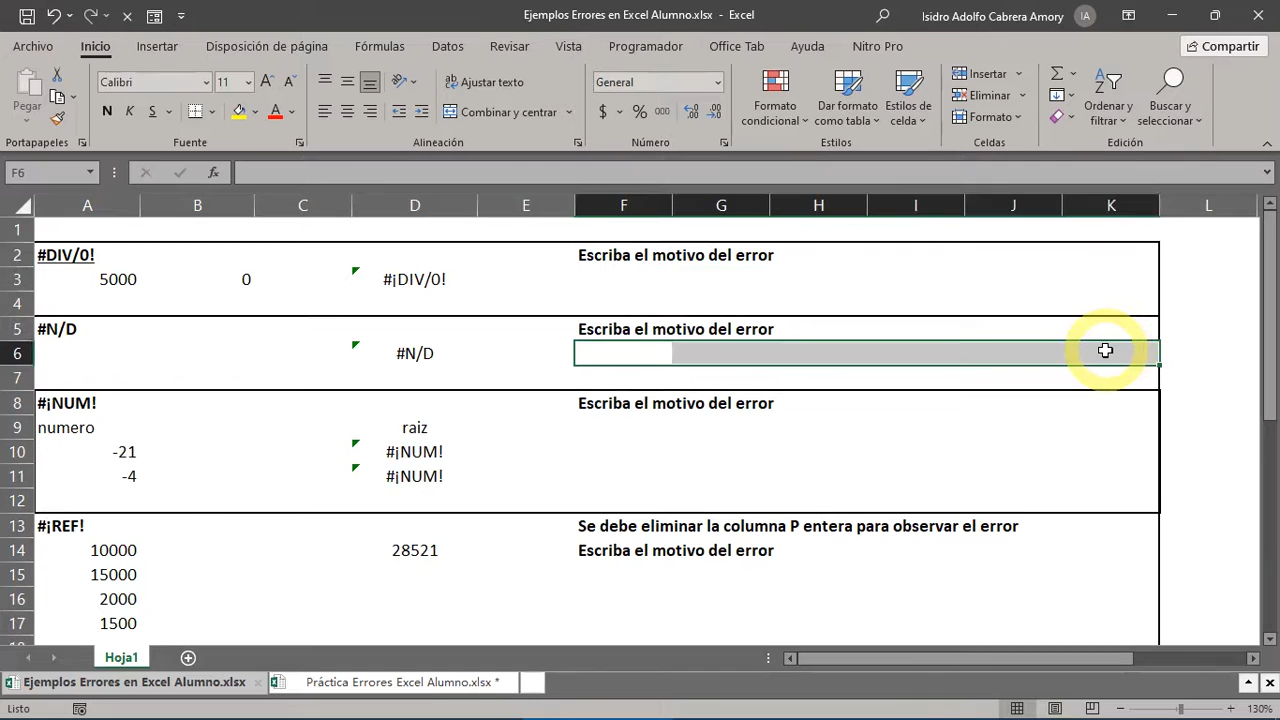 Ejemplos Errores en Excel Alumno.xlsx - Excel
Isidro Adolfo Cabrera Amory IA
Archivo Inicio Insertar Disposición de página Fórmulas Datos Revisar Vista Programador Office Tab Ayuda Nitro Pro Compartir
Pegar
Calibri 11
N K S
Ajustar texto
Combinar y centrar
General
$ % 000
Formato condicional
Dar formato como tabla
Estilos de celda
Insertar
Eliminar
Formato
Ordenar y filtrar
Buscar y seleccionar
Portapapeles Fuente Alineación Número Estilos Celdas Edición
F6 fx
A B C D E F G H I J K L
1
2 #DIV/0! Escriba el motivo del error
3 5000 0 #¡DIV/0!
4
5 #N/D Escriba el motivo del error
6 #N/D
7
8 #¡NUM! Escriba el motivo del error
9 numero raiz
10 -21 #¡NUM!
11 -4 #¡NUM!
12
13 #¡REF! Se debe eliminar la columna P entera para observar el error
14 10000 28521 Escriba el motivo del error
15 15000
16 2000
17 1500
Hoja1
Ejemplos Errores en Excel Alumno.xlsx Práctica Errores Excel Alumno.xlsx *
Listo 130%